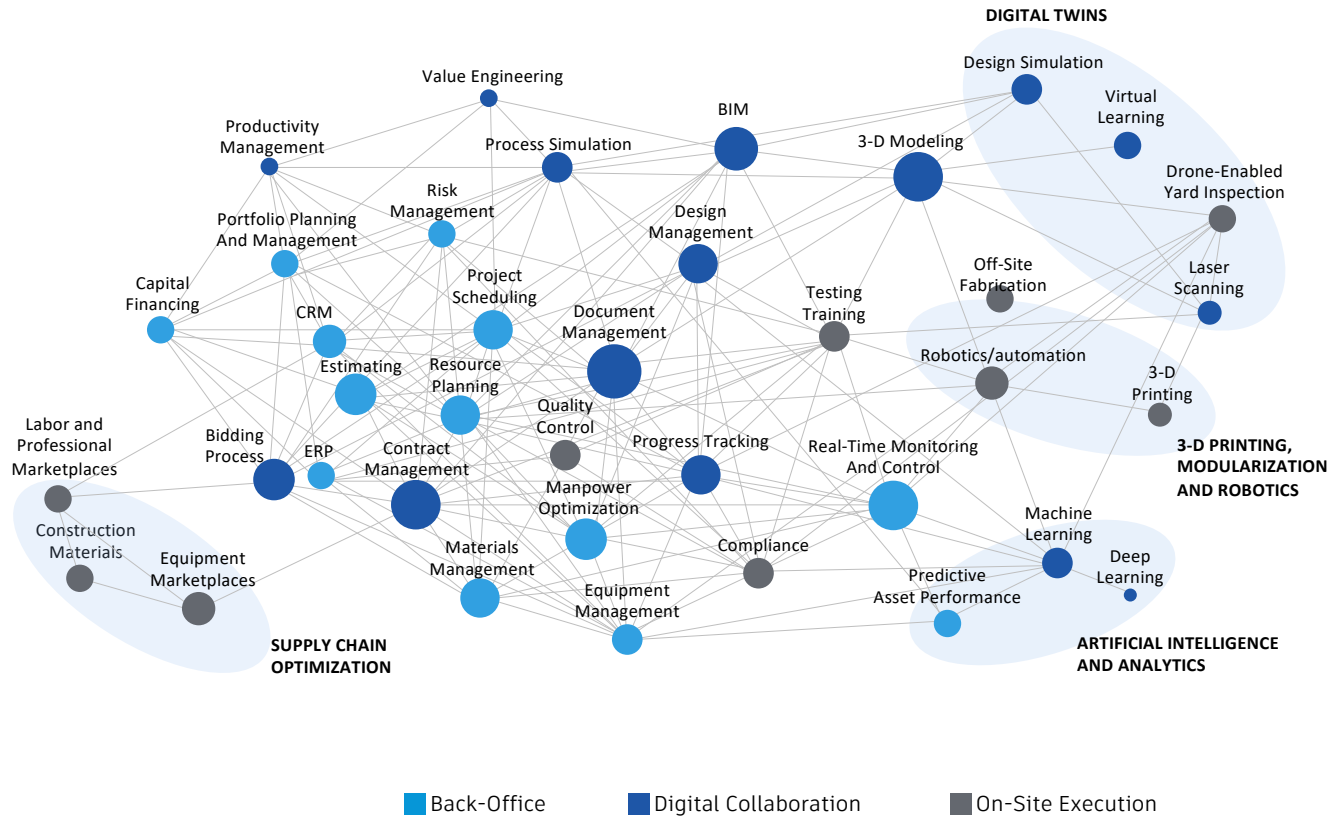 DIGITAL TWINS
Design Simulation
Value Engineering
Virtual
Learning
BIM
Productivity
Management
Process Simulation
3-D Modeling
Drone-Enabled
Yard Inspection
Risk
Management
Portfolio Planning
And Management
Design
Management
Capital
Financing
CRM
Project
Scheduling
Document
Management
Testing
Training
Off-Site
Fabrication
Laser
Scanning
Estimating
Resource
Planning
Robotics/automation
3-D
Printing
Quality
Control
Labor and
Professional
Marketplaces
Bidding
Process
ERP
Contract
Management
Progress Tracking
Real-Time Monitoring
And Control
3-D PRINTING,
MODULARIZATION
AND ROBOTICS
Manpower
Optimization
Construction
Materials
Equipment
Marketplaces
Materials
Management
Compliance
Machine
Learning
Deep
Learning
Equipment
Management
Predictive
Asset Performance
SUPPLY CHAIN
OPTIMIZATION
ARTIFICIAL INTELLIGENCE
AND ANALYTICS
Back-Office
Digital Collaboration
On-Site Execution